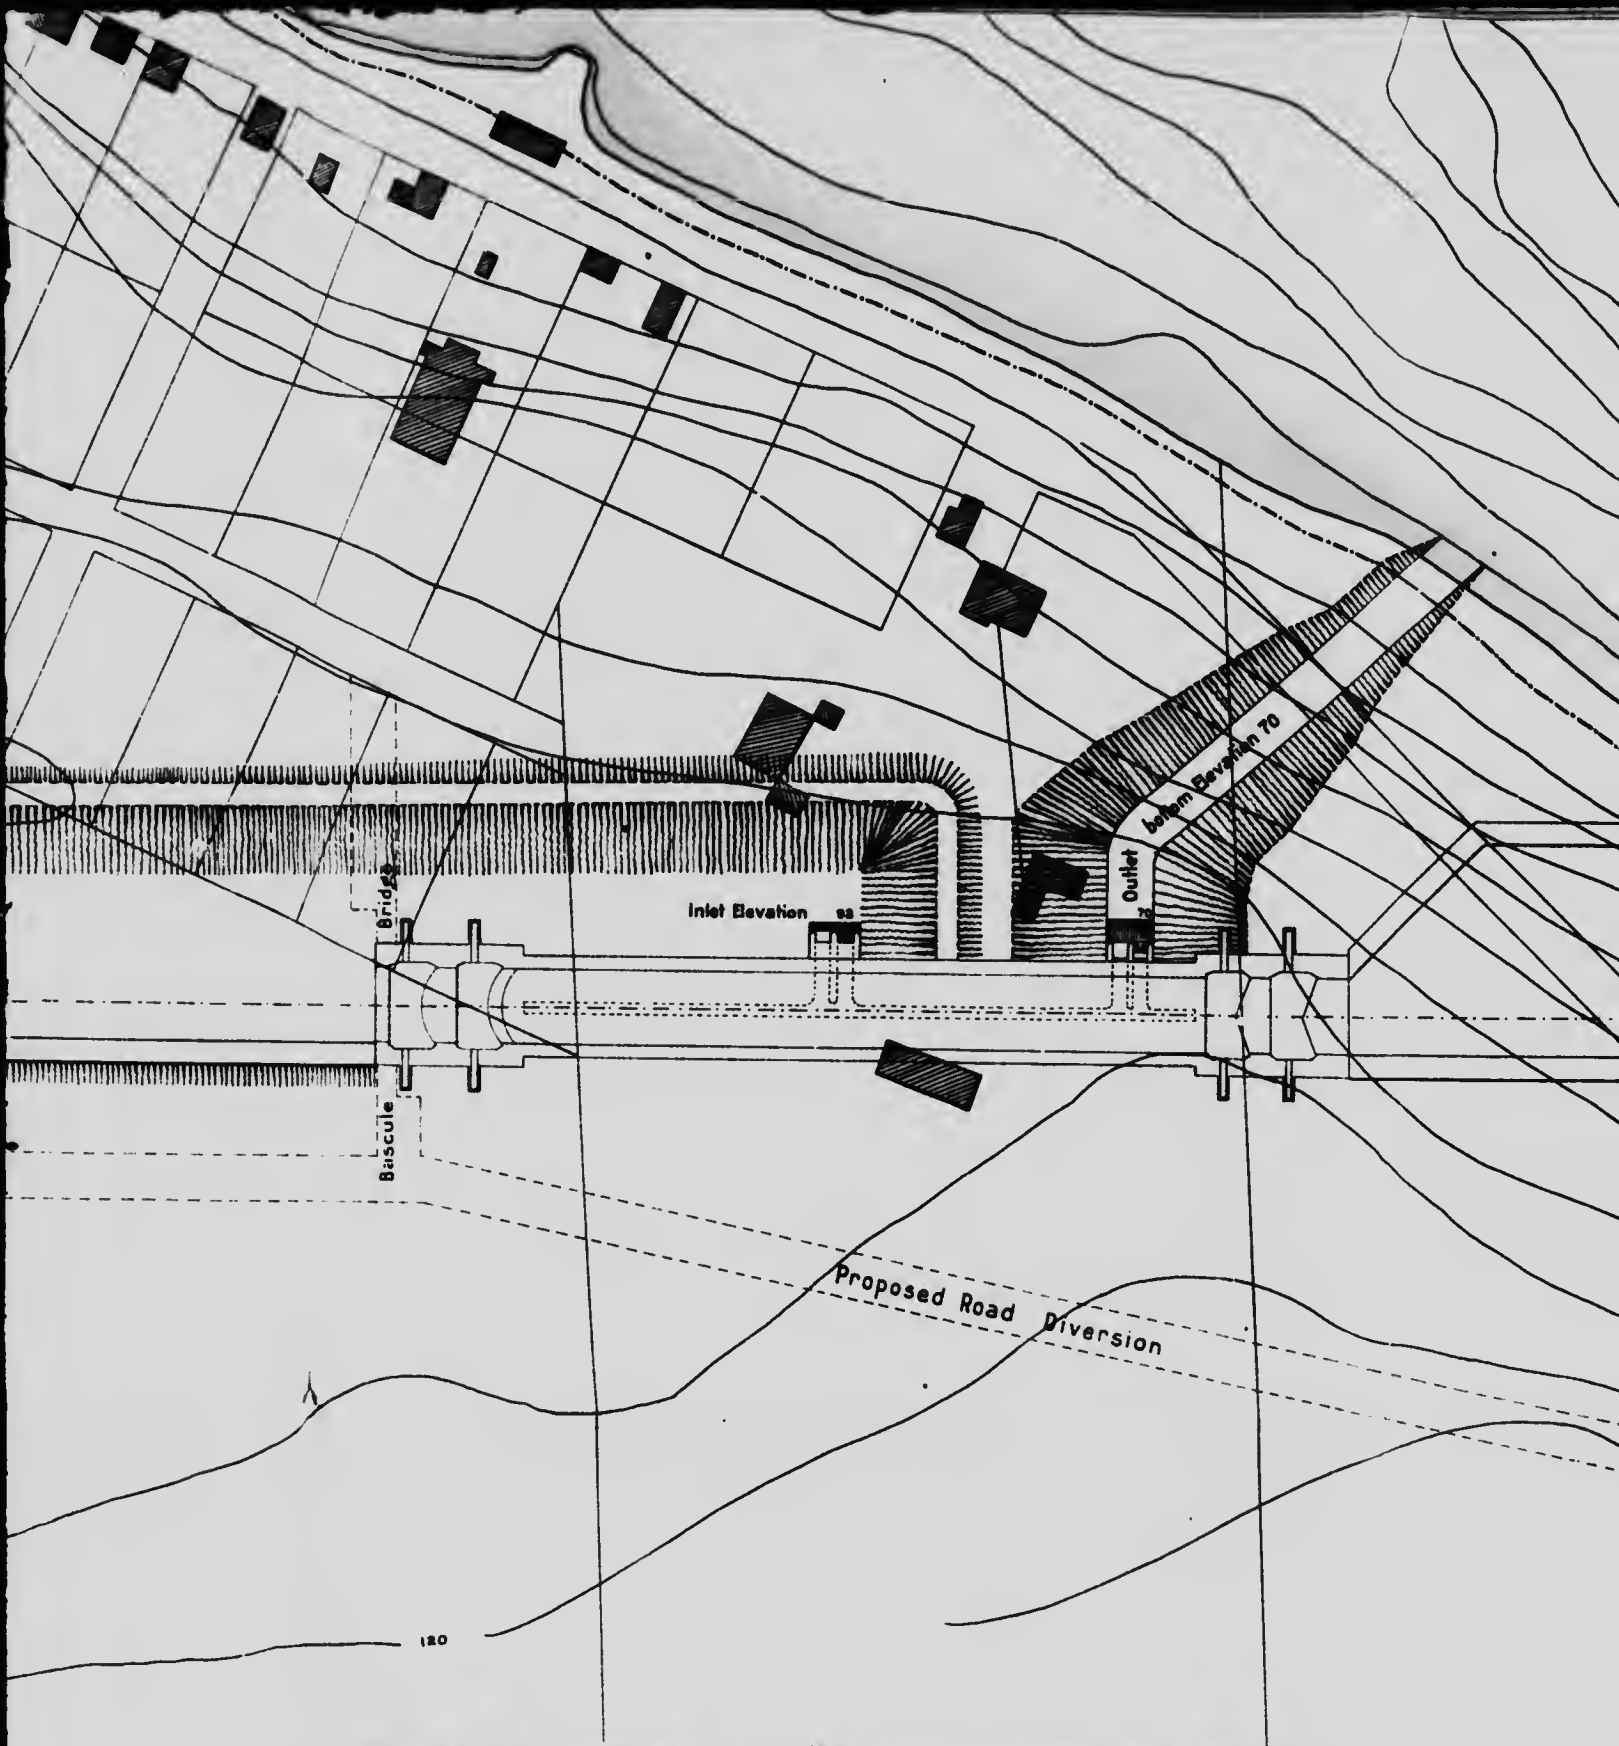 bottom Elevation 70
Outlet
70
Bridge
Inlet Elevation 93
Bascule
Proposed Road Diversion
120